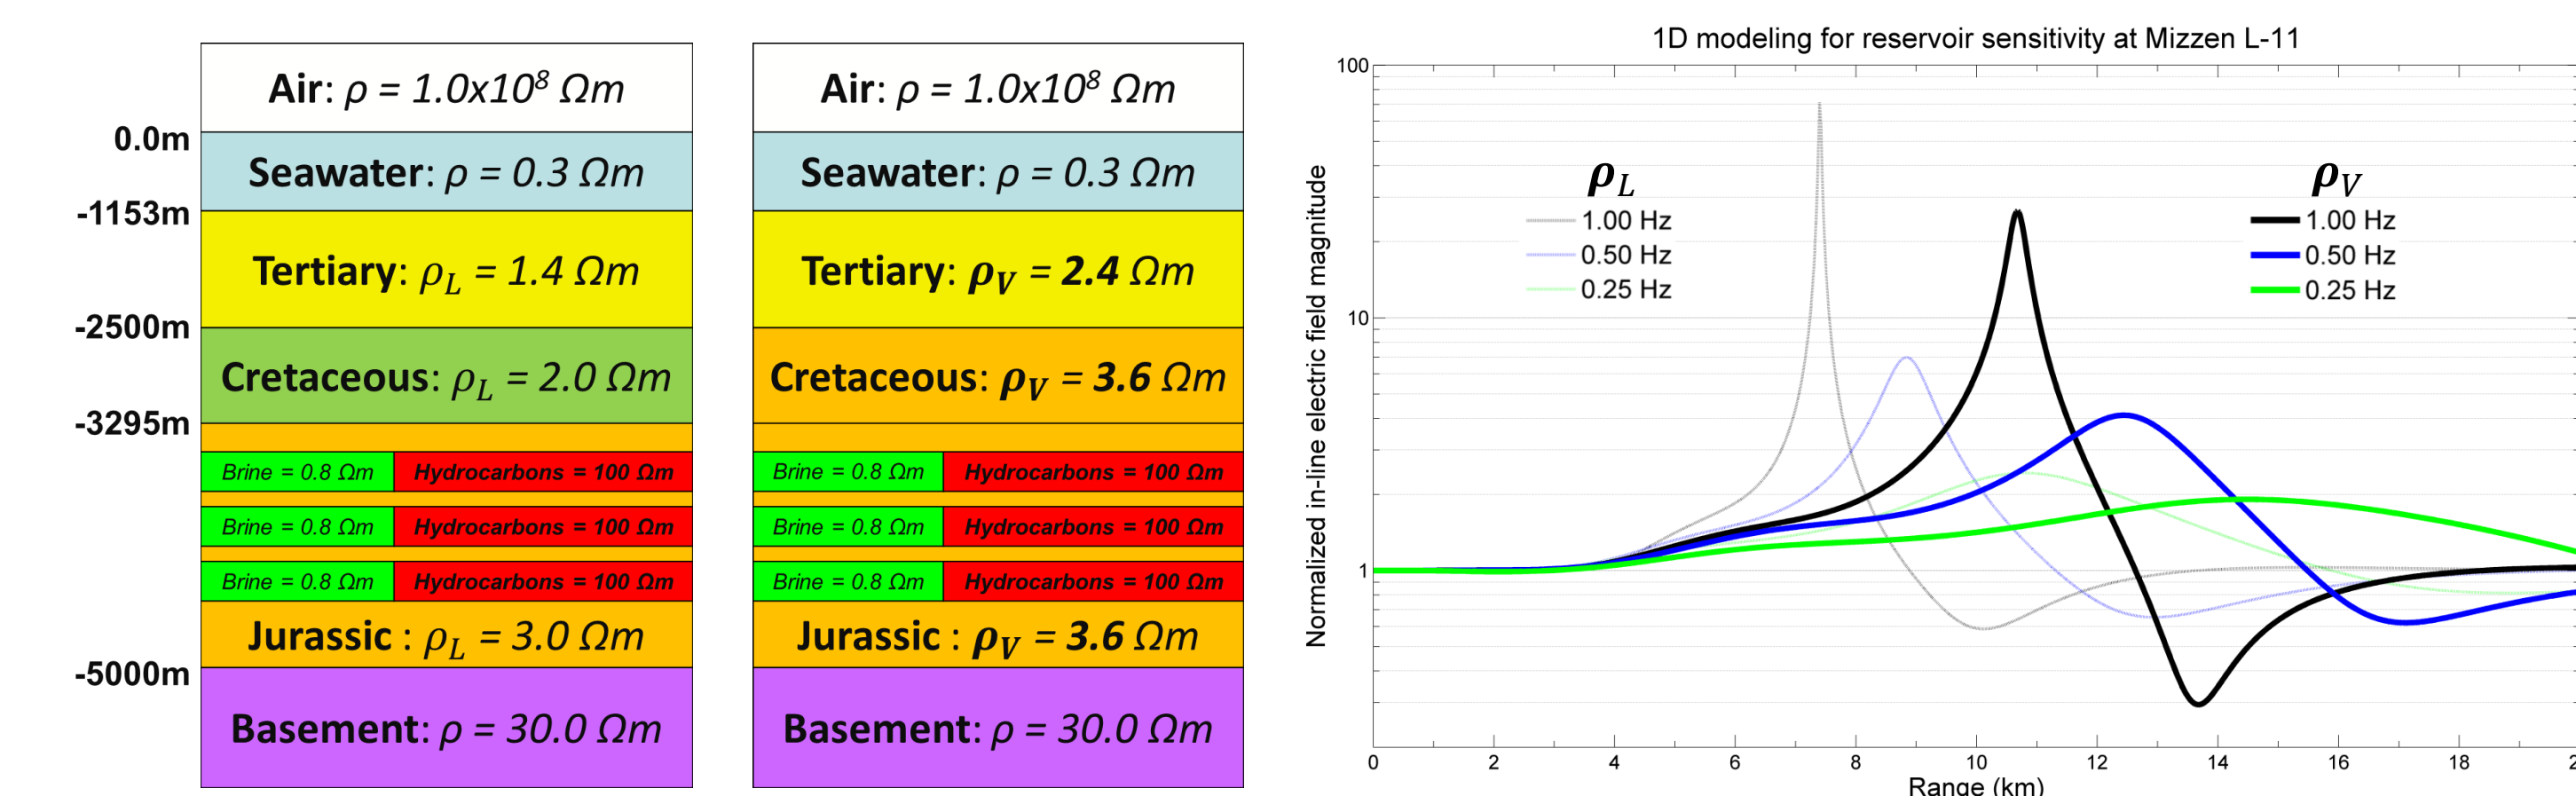 Air: ρ = 1.0x10⁸ Ωm
0.0m
Seawater: ρ = 0.3 Ωm
-1153m
Tertiary: ρL = 1.4 Ωm
-2500m
Cretaceous: ρL = 2.0 Ωm
-3295m
Brine = 0.8 Ωm Hydrocarbons = 100 Ωm
Brine = 0.8 Ωm Hydrocarbons = 100 Ωm
Brine = 0.8 Ωm Hydrocarbons = 100 Ωm
Jurassic : ρL = 3.0 Ωm
-5000m
Basement: ρ = 30.0 Ωm
Air: ρ = 1.0x10⁸ Ωm
Seawater: ρ = 0.3 Ωm
Tertiary: ρV = 2.4 Ωm
Cretaceous: ρV = 3.6 Ωm
Brine = 0.8 Ωm Hydrocarbons = 100 Ωm
Brine = 0.8 Ωm Hydrocarbons = 100 Ωm
Brine = 0.8 Ωm Hydrocarbons = 100 Ωm
Jurassic : ρV = 3.6 Ωm
Basement: ρ = 30.0 Ωm
1D modeling for reservoir sensitivity at Mizzen L-11
Normalized in-line electric field magnitude
100
10
1
ρL
1.00 Hz
0.50 Hz
0.25 Hz
ρV
1.00 Hz
0.50 Hz
0.25 Hz
0 2 4 6 8 10 12 14 16 18
Range (km)